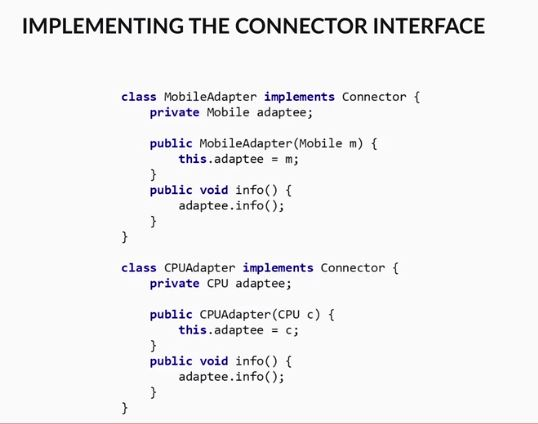 IMPLEMENTING THE CONNECTOR INTERFACE
class MobileAdapter implements Connector {
    private Mobile adaptee;
    public MobileAdapter(Mobile m) {
        this.adaptee = m;
    }
    public void info() {
        adaptee.info();
    }
}
class CPUAdapter implements Connector {
    private CPU adaptee;
    public CPUAdapter(CPU c) {
        this.adaptee = c;
    }
    public void info() {
        adaptee.info();
    }
}